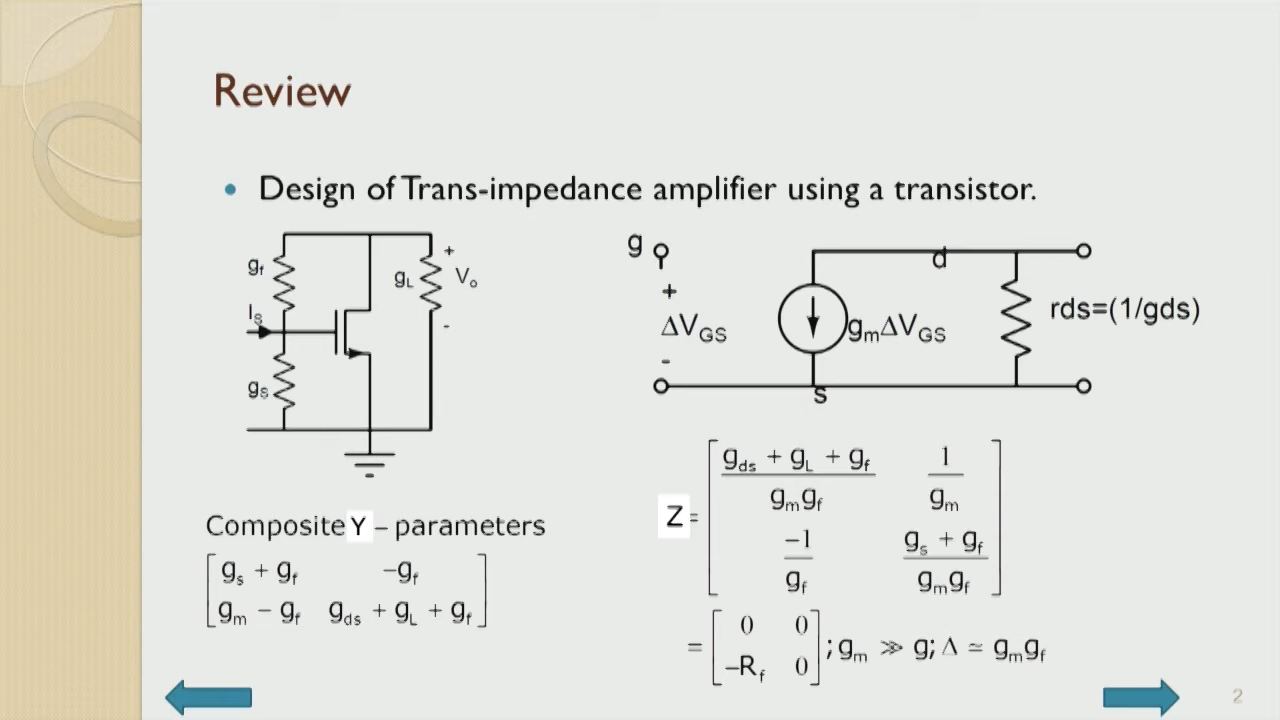 Review
• Design of Trans-impedance amplifier using a transistor.
g_f
I_s
g_s
g_L
+
V_o
-
g
+
ΔV_GS
-
d
g_mΔV_GS
s
rds=(1/gds)
Composite Y – parameters
[ g_s + g_f    –g_f ]
[ g_m – g_f    g_ds + g_L + g_f ]
Z = [ (g_ds + g_L + g_f)/(g_m g_f)    1/g_m ]
[ –1/g_f    (g_s + g_f)/(g_m g_f) ]
= [ 0    0 ]
[ –R_f    0 ] ; g_m ≫ g; Δ ≃ g_m g_f
2